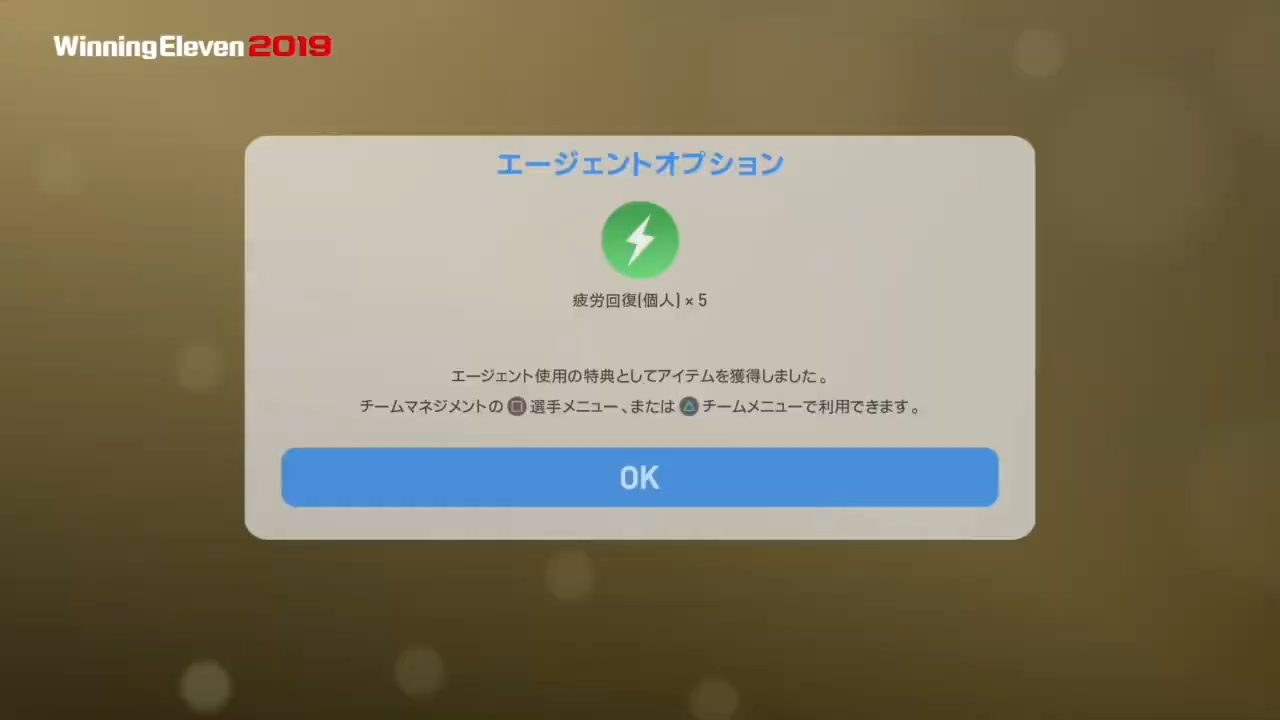 WinningEleven 2019
エージェントオプション
疲労回復(個人) × 5
エージェント使用の特典としてアイテムを獲得しました。
チームマネジメントの□選手メニュー、または△チームメニューで利用できます。
OK